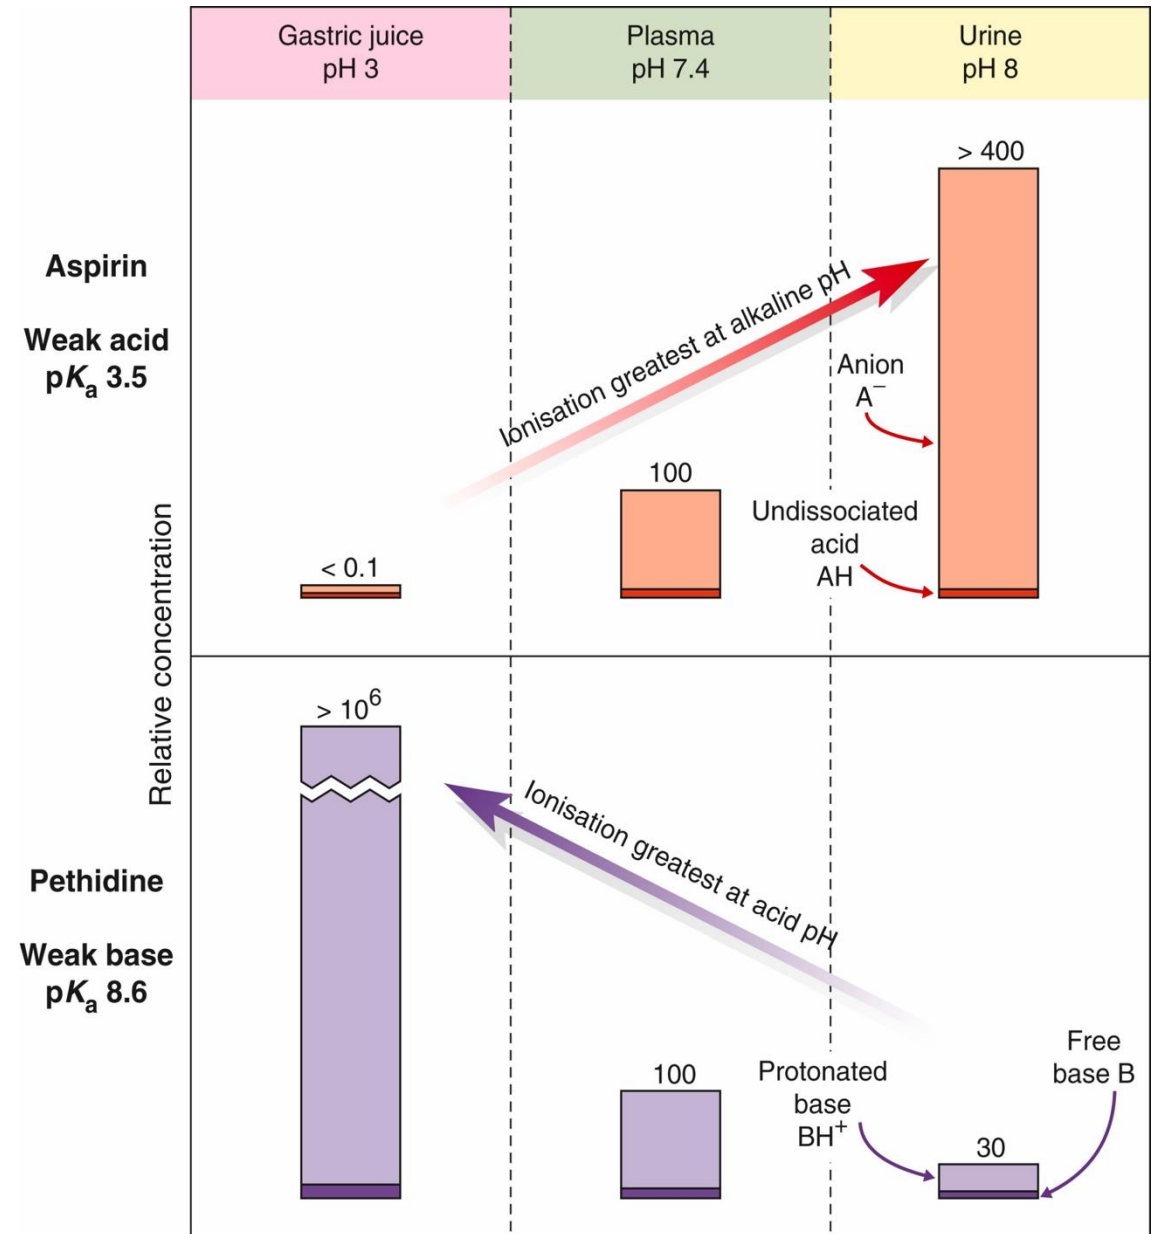 Gastric juice
pH 3
Plasma
pH 7.4
Urine
pH 8
Aspirin
Weak acid
pKa 3.5
< 0.1
100
> 400
Ionisation greatest at alkaline pH
Anion
A⁻
Undissociated
acid
AH
Relative concentration
Pethidine
Weak base
pKa 8.6
> 10⁶
100
30
Ionisation greatest at acid pH
Protonated
base
BH⁺
Free
base B